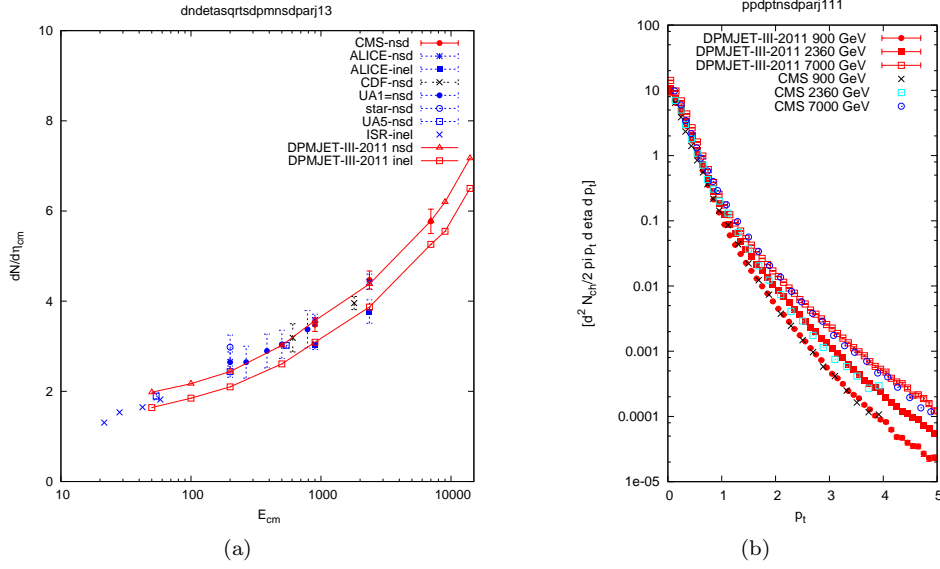 dndetasqrtsdpmnsdparj13
dN/dηcm
10
8
6
4
2
0
CMS-nsd
ALICE-nsd
ALICE-inel
CDF-nsd
UA1=nsd
star-nsd
UA5-nsd
ISR-inel
DPMJET-III-2011 nsd
DPMJET-III-2011 inel
10 100 1000 10000
Ecm
(a)
ppdptnsdparj111
[d² Nch/2 pi pt d eta d pt]
100
10
1
0.1
0.01
0.001
0.0001
1e-05
DPMJET-III-2011 900 GeV
DPMJET-III-2011 2360 GeV
DPMJET-III-2011 7000 GeV
CMS 900 GeV
CMS 2360 GeV
CMS 7000 GeV
0 1 2 3 4 5
pt
(b)